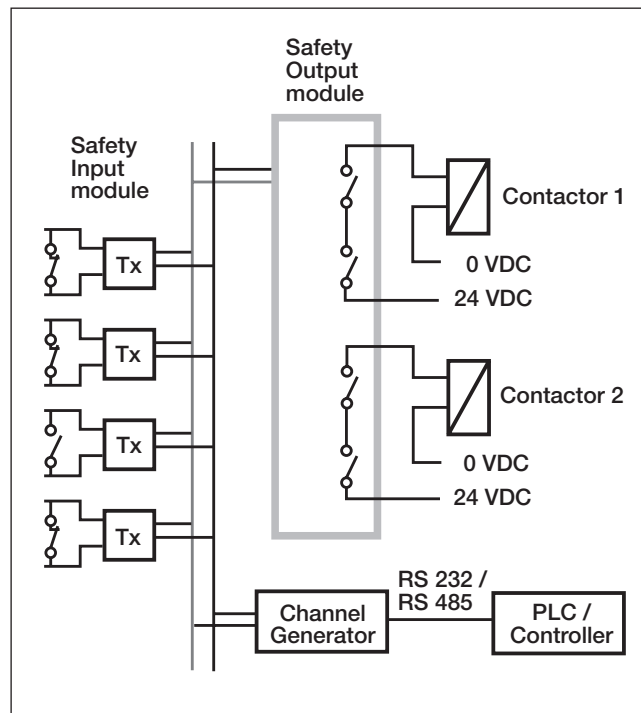 Safety
Output
module
Safety
Input
module
Tx
Tx
Tx
Tx
Contactor 1
0 VDC
24 VDC
Contactor 2
0 VDC
24 VDC
Channel
Generator
RS 232 /
RS 485
PLC /
Controller